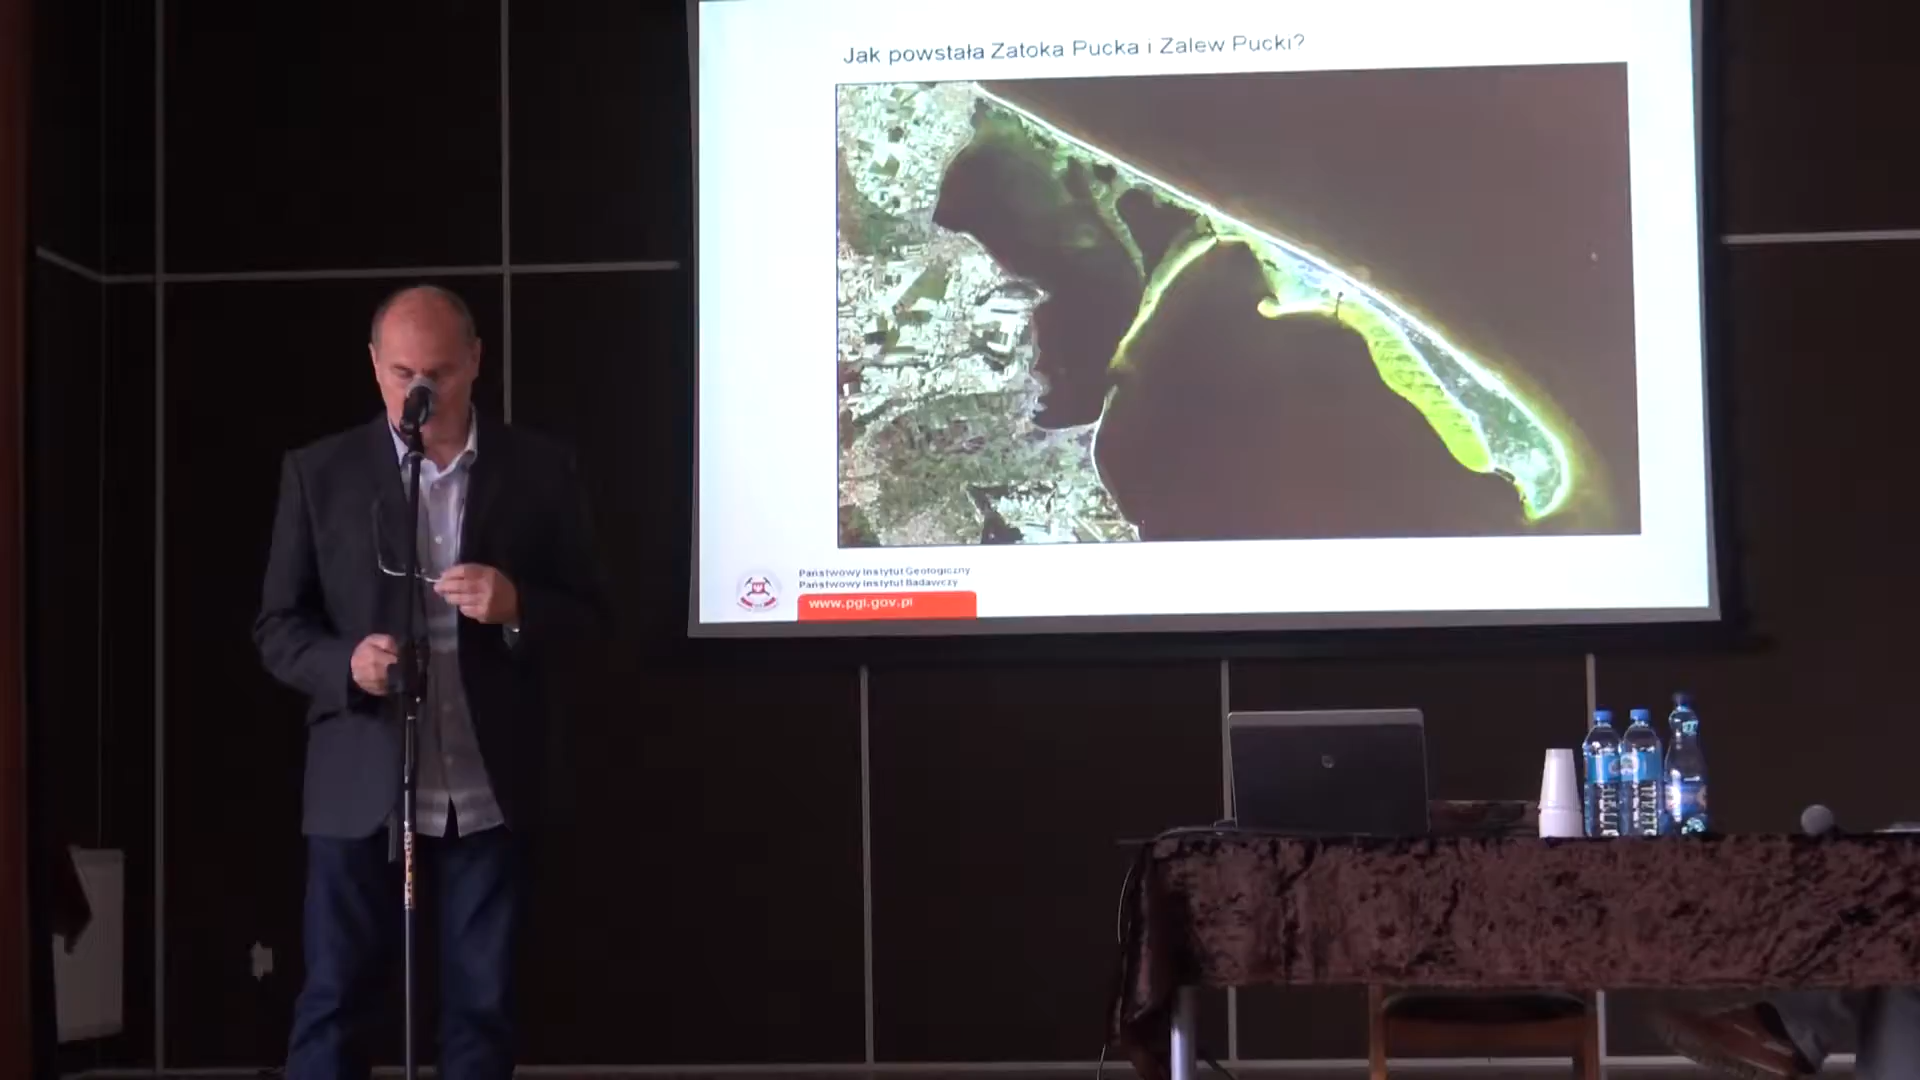 Jak powstała Zatoka Pucka i Zalew Pucki?
Państwowy Instytut Geologiczny
Państwowy Instytut Badawczy
www.pgi.gov.pl